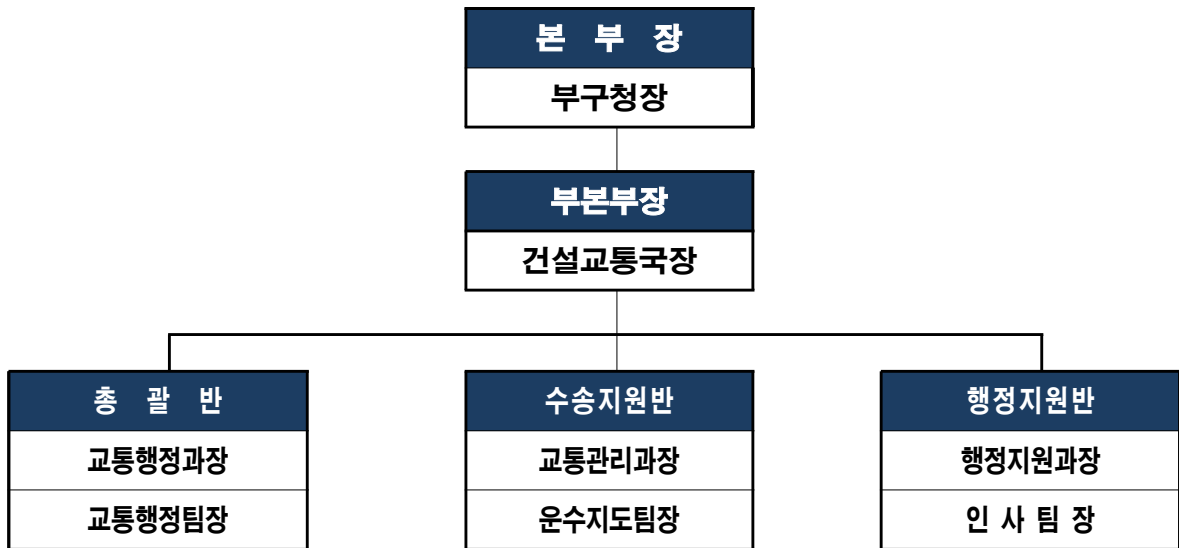 본 부 장
부구청장
부본부장
건설교통국장
총 괄 반
교통행정과장
교통행정팀장
수송지원반
교통관리과장
운수지도팀장
행정지원반
행정지원과장
인 사 팀 장